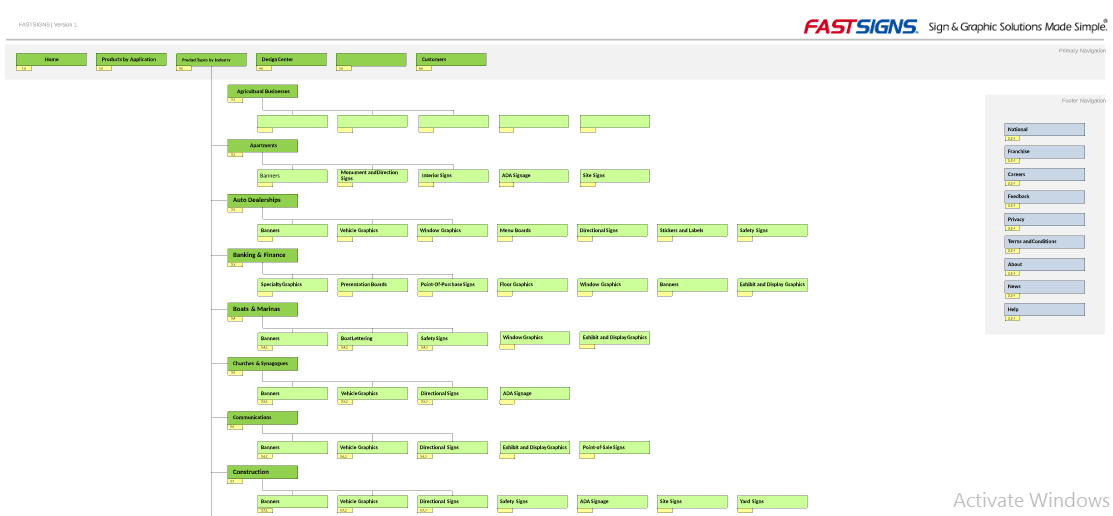 FASTSIGNS | Version 1.
FASTSIGNS. Sign & Graphic Solutions Made Simple.®
Primary Navigation
Home
Products by Application
Product Types by Industry
Design Center
Customers
Footer Navigation
National
Franchise
Careers
Feedback
Privacy
Terms and Conditions
About
News
Help
Agricultural Businesses
Apartments
Banners
Monument and Direction
Signs
Interior Signs
ADA Signage
Site Signs
Auto Dealerships
Banners
Vehicle Graphics
Window Graphics
Menu Boards
Directional Signs
Stickers and Labels
Safety Signs
Banking & Finance
Specialty Graphics
Presentation Boards
Point-Of-Purchase Signs
Floor Graphics
Window Graphics
Banners
Exhibit and Display Graphics
Boats & Marinas
Banners
Boat Lettering
Safety Signs
Window Graphics
Exhibit and Display Graphics
Churches & Synagogues
Banners
Vehicle Graphics
Directional Signs
ADA Signage
Communications
Banners
Vehicle Graphics
Directional Signs
Exhibit and Display Graphics
Point-of-Sale Signs
Construction
Banners
Vehicle Graphics
Directional Signs
Safety Signs
ADA Signage
Site Signs
Yard Signs
Activate Windows